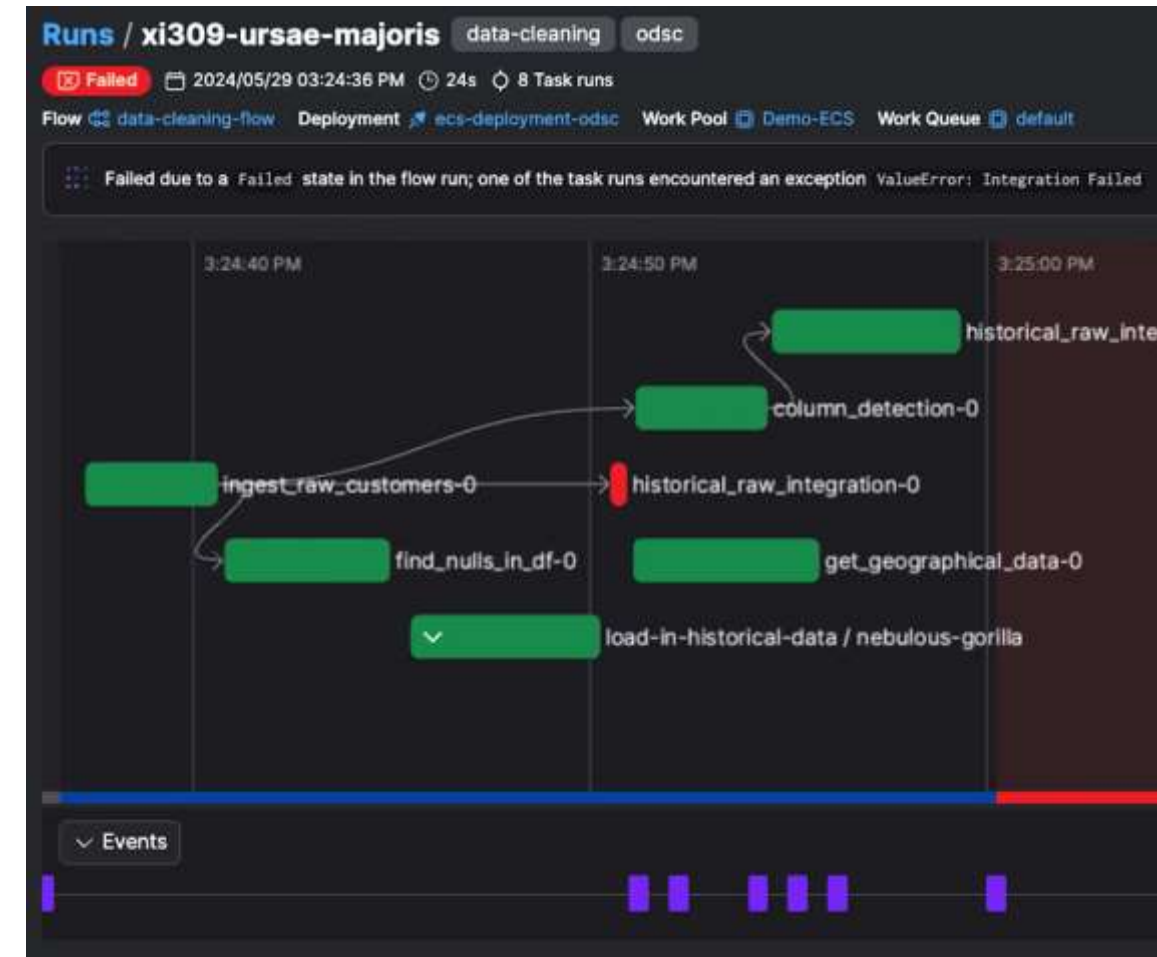 Runs / xi309-ursae-majoris data-cleaning odsc
Failed 2024/05/29 03:24:36 PM 24s 8 Task runs
Flow data-cleaning-flow Deployment ecs-deployment-odsc Work Pool Demo-ECS Work Queue default
Failed due to a Failed state in the flow run; one of the task runs encountered an exception ValueError: Integration Failed
3:24:40 PM 3:24:50 PM 3:25:00 PM
historical_raw_inte
column_detection-0
ingest_raw_customers-0 historical_raw_integration-0
find_nulls_in_df-0 get_geographical_data-0
load-in-historical-data / nebulous-gorilla
Events